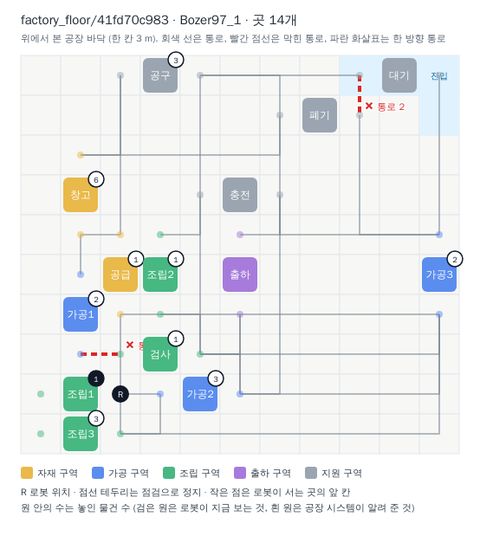 factory_floor/41fd70c983 · Bozer97_1 · 곳 14개
위에서 본 공장 바닥 (한 칸 3 m). 회색 선은 통로, 빨간 점선은 막힌 통로, 파란 화살표는 한 방향 통로
공구 3
대기
✕ 통로 2
폐기
창고 6
충전
공급 1
조립2 1
출하
가공3 2
가공1 2
✕
검사 1
조립1 1
R
가공2 3
조립3 3
자재 구역 가공 구역 조립 구역 출하 구역 지원 구역
R 로봇 위치 · 점선 테두리는 점검으로 정지 · 작은 점은 로봇이 서는 곳의 앞 칸
원 안의 수는 놓인 물건 수 (검은 원은 로봇이 지금 보는 것, 흰 원은 공장 시스템이 알려 준 것)